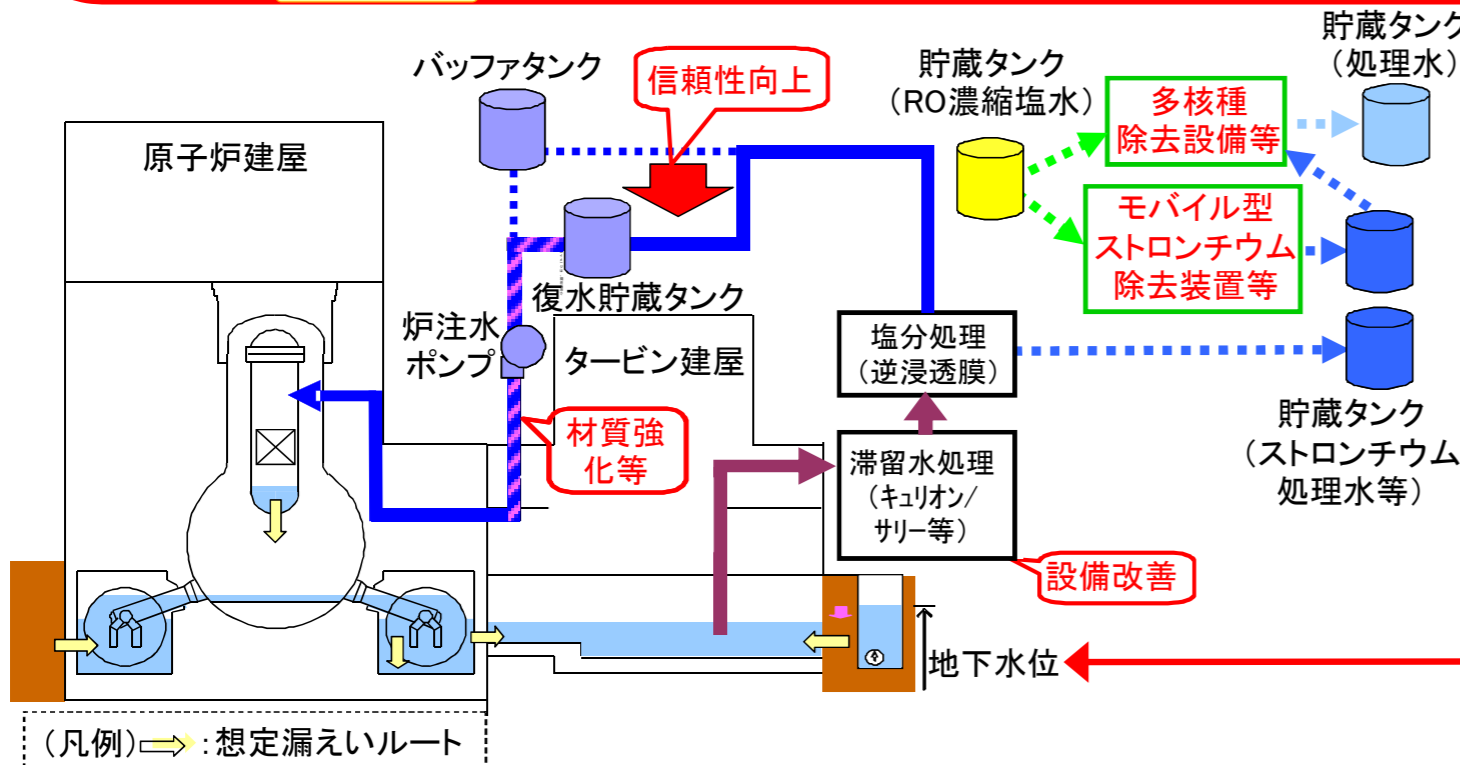 貯蔵タンク
(処理水)
バッファタンク
信頼性向上
貯蔵タンク
(RO濃縮塩水)
多核種
除去設備等
原子炉建屋
モバイル型
ストロンチウム
除去装置等
復水貯蔵タンク
炉注水
ポンプ
タービン建屋
塩分処理
(逆浸透膜)
材質強
化等
滞留水処理
(キュリオン/
サリー等)
貯蔵タンク
(ストロンチウム
処理水等)
設備改善
地下水位
(凡例) :想定漏えいルート